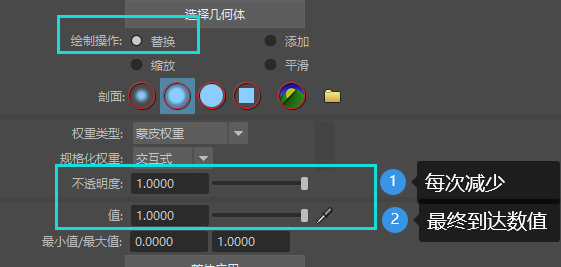 选择几何体
绘制操作: 替换 添加
缩放 平滑
剖面:
权重类型: 蒙皮权重
规格化权重: 交互式
不透明度: 1.0000 1 每次减少
值: 1.0000 2 最终到达数值
最小值/最大值: 0.0000 1.0000